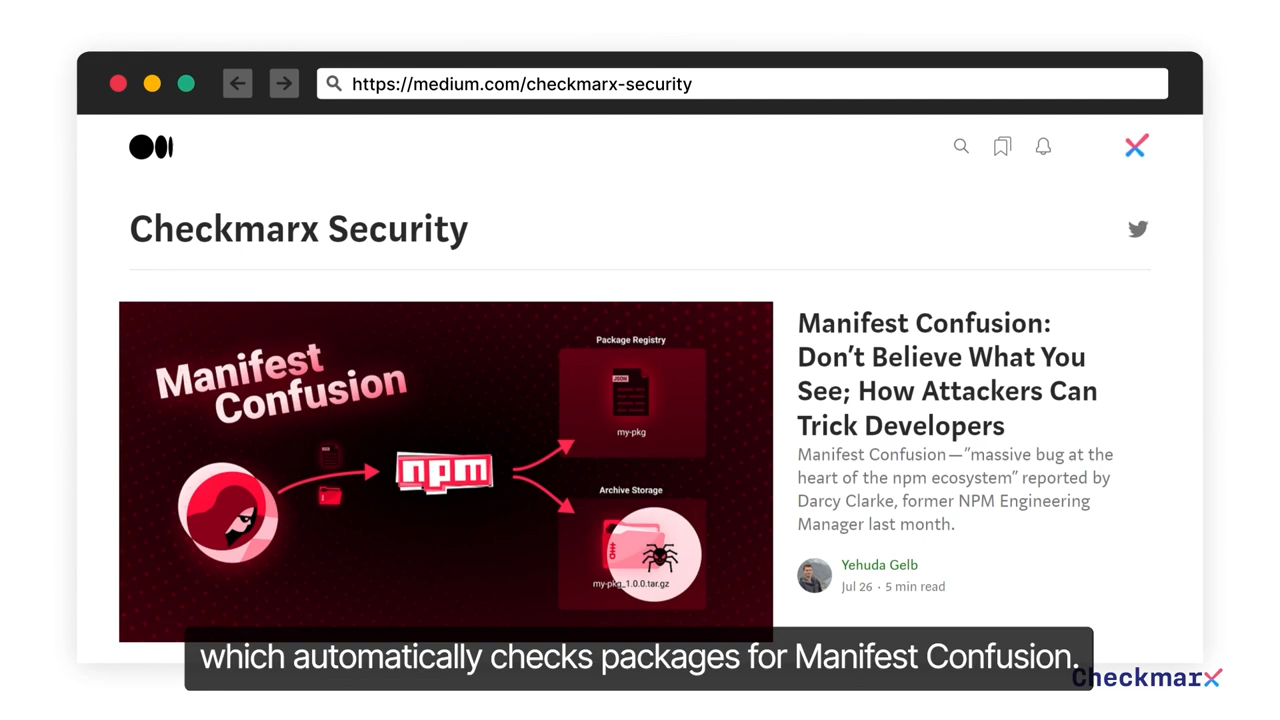 https://medium.com/checkmarx-security
Checkmarx Security
Manifest
Confusion
npm
Package Registry
JSON
my-pkg
Archive Storage
my-pkg_1.0.0.tar.gz
Manifest Confusion:
Don’t Believe What You
See; How Attackers Can
Trick Developers
Manifest Confusion—”massive bug at the
heart of the npm ecosystem” reported by
Darcy Clarke, former NPM Engineering
Manager last month.
Yehuda Gelb
Jul 26 · 5 min read
which automatically checks packages for Manifest Confusion.
Checkmarx